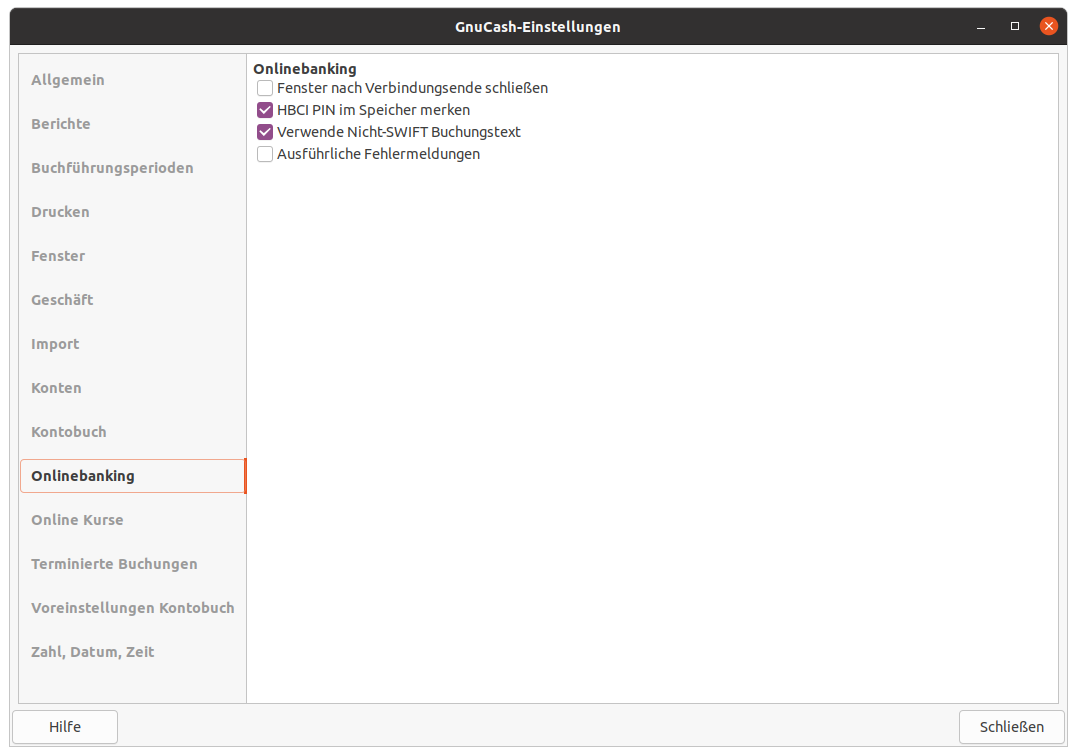 GnuCash-Einstellungen
Allgemein
Berichte
Buchführungsperioden
Drucken
Fenster
Geschäft
Import
Konten
Kontobuch
Onlinebanking
Online Kurse
Terminierte Buchungen
Voreinstellungen Kontobuch
Zahl, Datum, Zeit
Onlinebanking
Fenster nach Verbindungsende schließen
HBCI PIN im Speicher merken
Verwende Nicht-SWIFT Buchungstext
Ausführliche Fehlermeldungen
Hilfe
Schließen